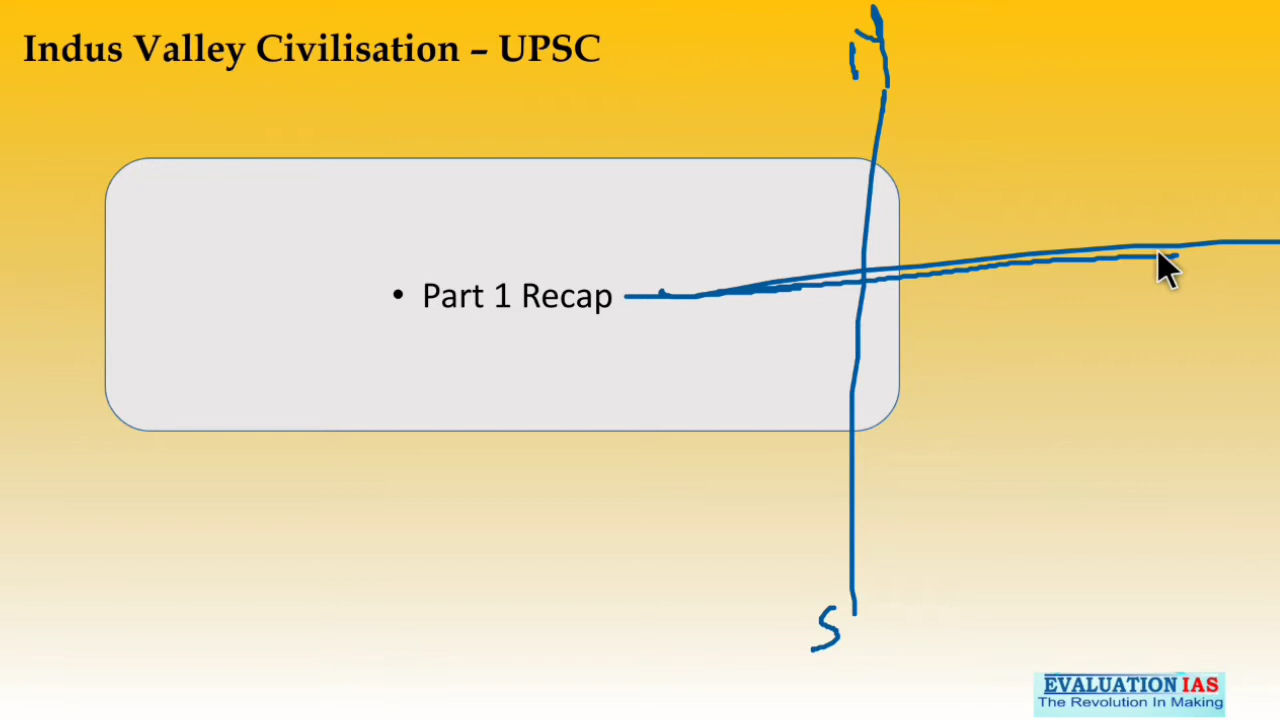 Indus Valley Civilisation – UPSC
N
• Part 1 Recap
S
EVALUATION IAS
The Revolution In Making